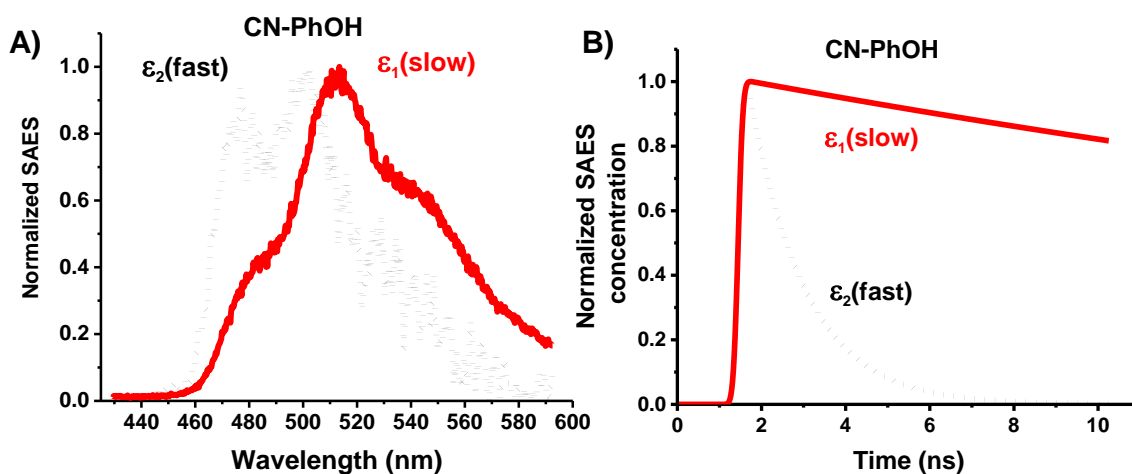 A)
CN-PhOH
ε₂(fast)
ε₁(slow)
Normalized SAES
1.0
0.8
0.6
0.4
0.2
0.0
440 460 480 500 520 540 560 580 600
Wavelength (nm)
B)
CN-PhOH
ε₁(slow)
ε₂(fast)
Normalized SAES
concentration
1.0
0.8
0.6
0.4
0.2
0.0
0 2 4 6 8 10
Time (ns)